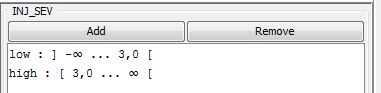 INJ_SEV
Add Remove
low : ] -∞ ... 3,0 [
high : [ 3,0 ... ∞ [